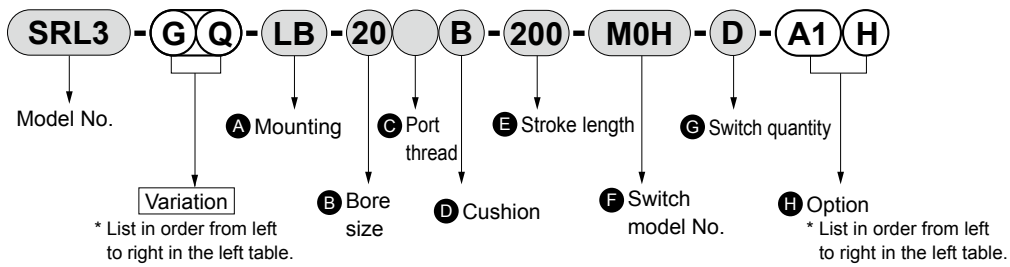 SRL3 - G Q - LB - 20 B - 200 - M0H - D - A1 H
Model No.
A Mounting
C Port
thread
E Stroke length
G Switch quantity
Variation
* List in order from left
to right in the left table.
B Bore
size
D Cushion
F Switch
model No.
H Option
* List in order from left
to right in the left table.